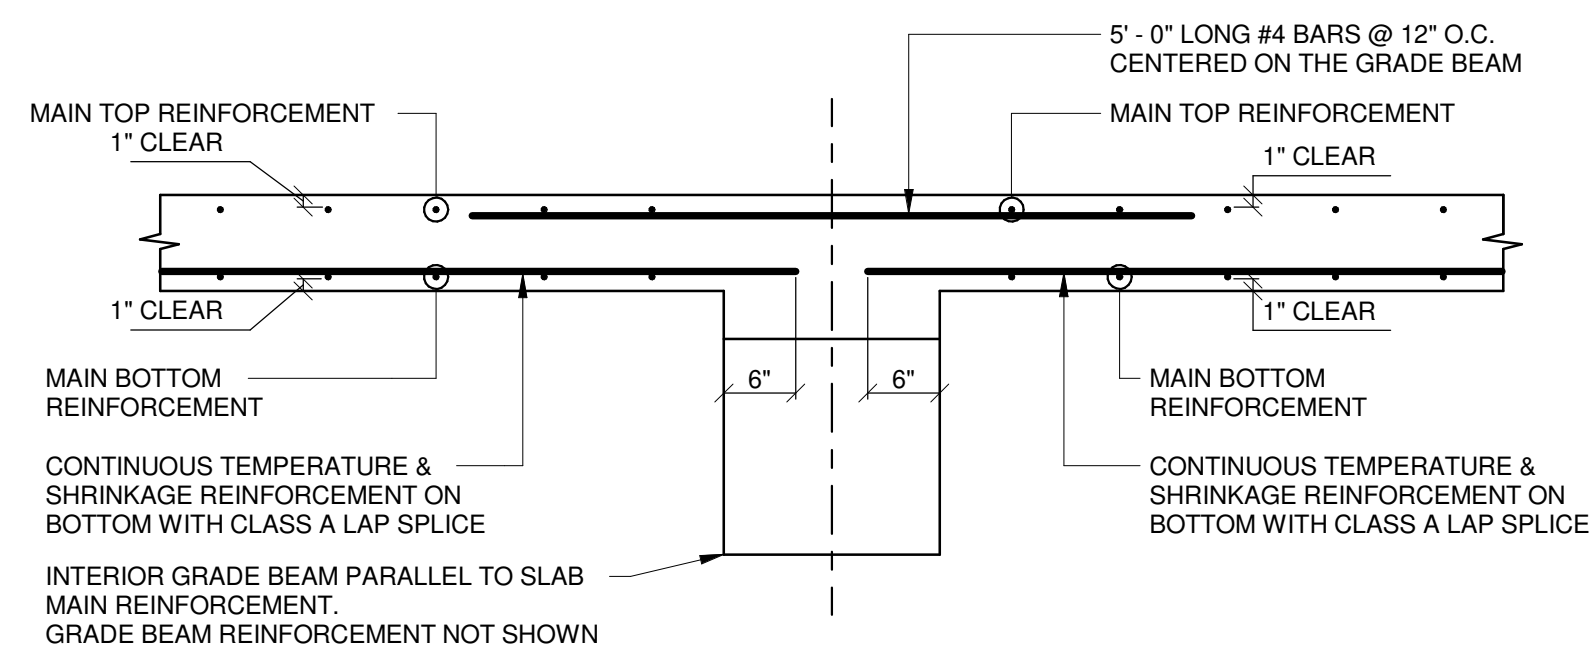 5' - 0" LONG #4 BARS @ 12" O.C.
CENTERED ON THE GRADE BEAM
MAIN TOP REINFORCEMENT
1" CLEAR
MAIN TOP REINFORCEMENT
1" CLEAR
1" CLEAR
1" CLEAR
MAIN BOTTOM
REINFORCEMENT
6"
6"
MAIN BOTTOM
REINFORCEMENT
CONTINUOUS TEMPERATURE &
SHRINKAGE REINFORCEMENT ON
BOTTOM WITH CLASS A LAP SPLICE
CONTINUOUS TEMPERATURE &
SHRINKAGE REINFORCEMENT ON
BOTTOM WITH CLASS A LAP SPLICE
INTERIOR GRADE BEAM PARALLEL TO SLAB
MAIN REINFORCEMENT.
GRADE BEAM REINFORCEMENT NOT SHOWN